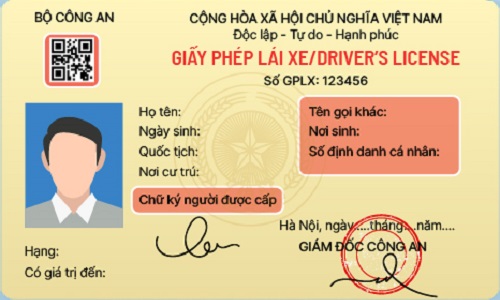 BỘ CÔNG AN
CỘNG HÒA XÃ HỘI CHỦ NGHĨA VIỆT NAM
Độc lập - Tự do - Hạnh phúc
GIẤY PHÉP LÁI XE/DRIVER'S LICENSE
Số GPLX: 123456
Họ tên:
Ngày sinh:
Quốc tịch:
Nơi cư trú:
Tên gọi khác:
Nơi sinh:
Số định danh cá nhân:
Chữ ký người được cấp
Hà Nội, ngày.....tháng....năm.....
GIÁM ĐỐC CÔNG AN
Hạng:
Có giá trị đến: